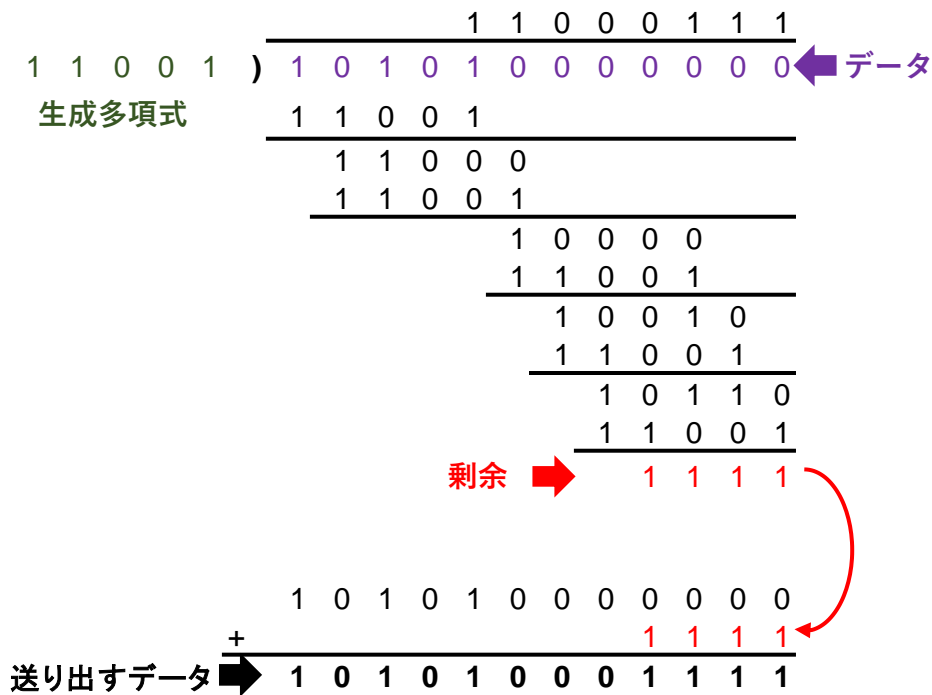 1 1 0 0 0 1 1 1
1 1 0 0 1 ) 1 0 1 0 1 0 0 0 0 0 0 0 データ
生成多項式 1 1 0 0 1
1 1 0 0 0
1 1 0 0 1
1 0 0 0 0
1 1 0 0 1
1 0 0 1 0
1 1 0 0 1
1 0 1 1 0
1 1 0 0 1
剰余 1 1 1 1
1 0 1 0 1 0 0 0 0 0 0 0
+ 1 1 1 1
送り出すデータ 1 0 1 0 1 0 0 0 1 1 1 1